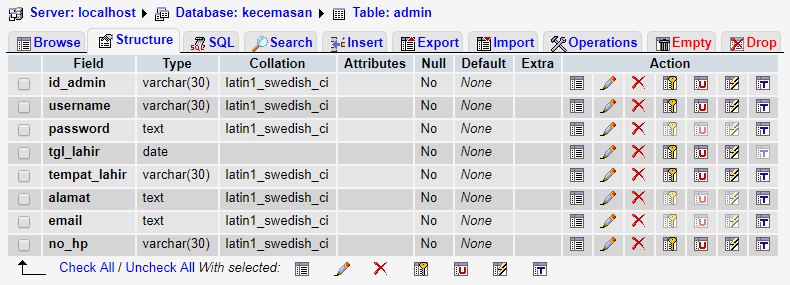 Server: localhost Database: kecemasan Table: admin
Browse Structure SQL Search Insert Export Import Operations Empty Drop
Field Type Collation Attributes Null Default Extra Action
id_admin varchar(30) latin1_swedish_ci No None
username varchar(30) latin1_swedish_ci No None
password text latin1_swedish_ci No None
tgl_lahir date No None
tempat_lahir varchar(30) latin1_swedish_ci No None
alamat text latin1_swedish_ci No None
email text latin1_swedish_ci No None
no_hp varchar(30) latin1_swedish_ci No None
Check All / Uncheck All With selected: